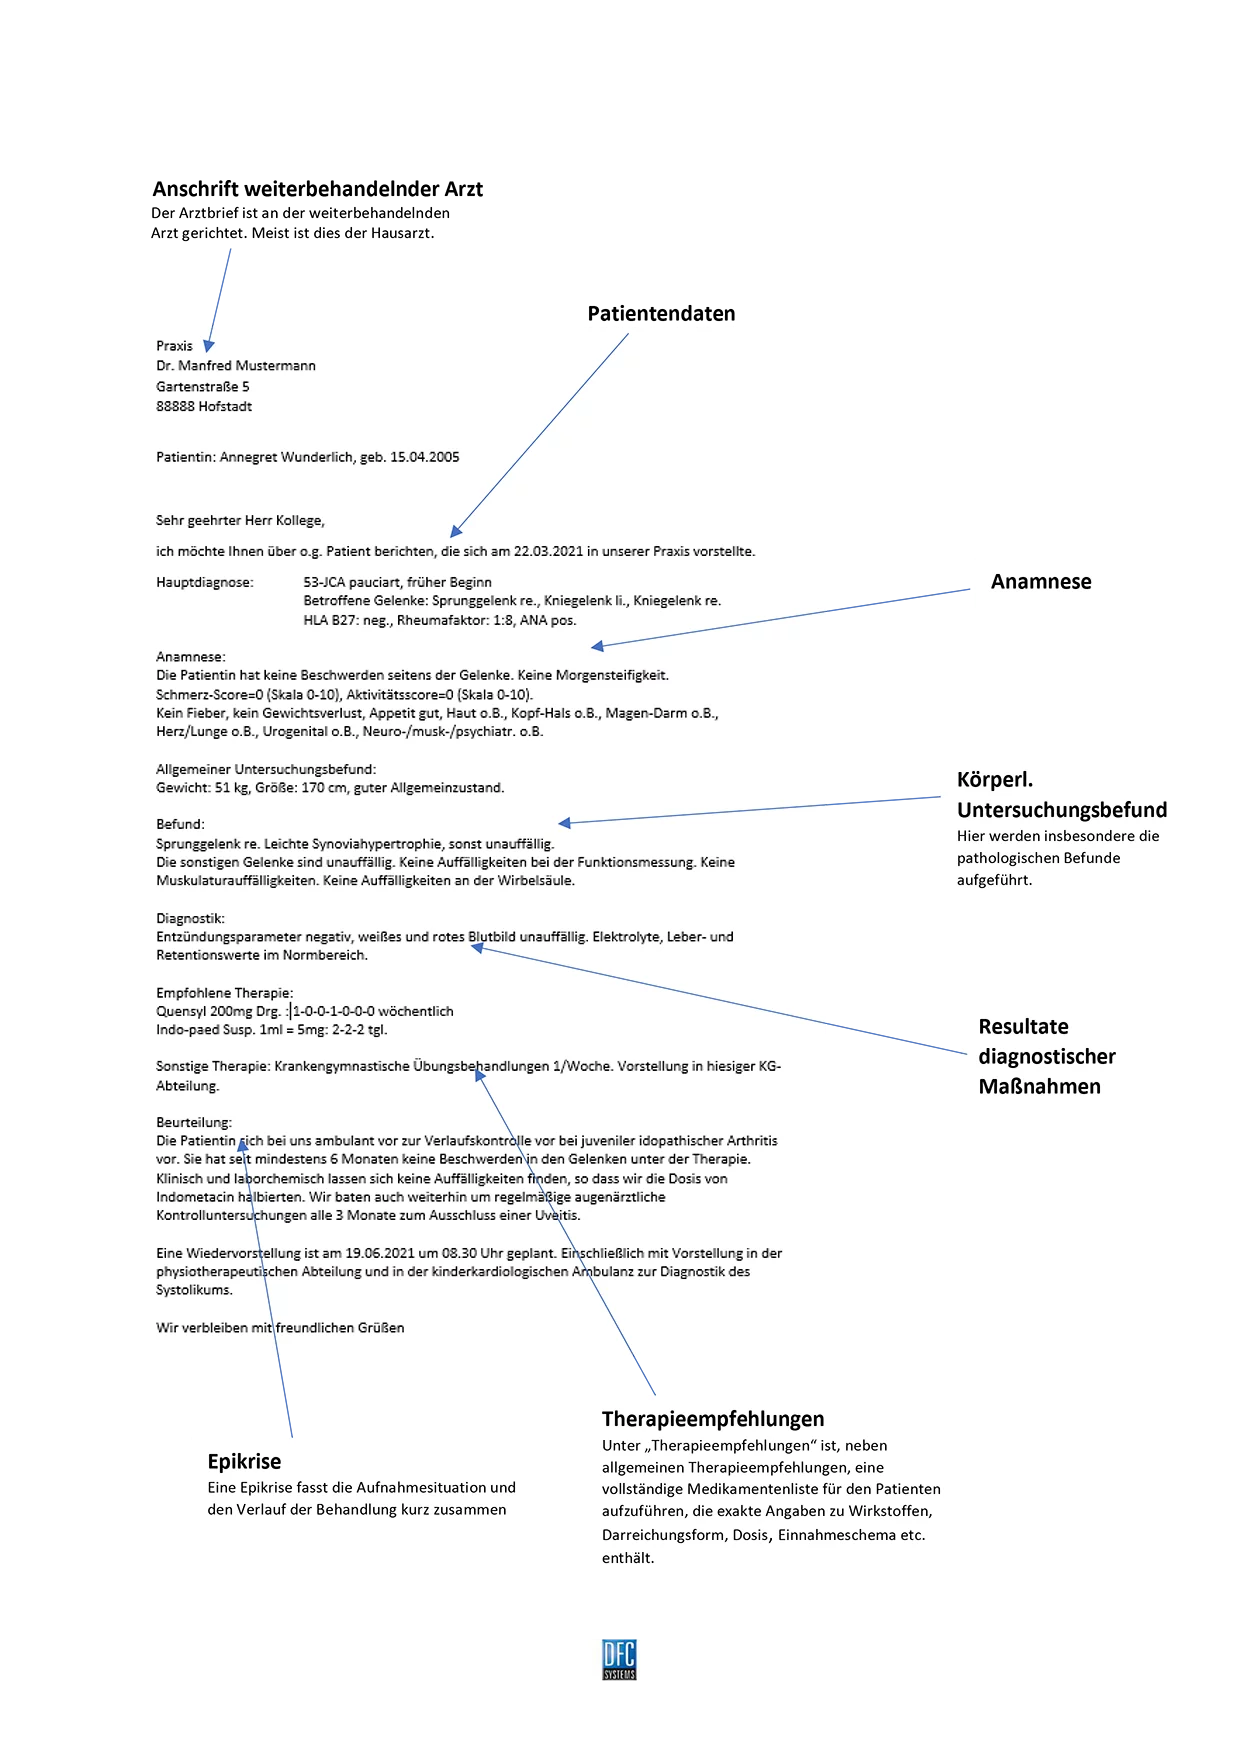 Anschrift weiterbehandelnder Arzt
Der Arztbrief ist an der weiterbehandelnden
Arzt gerichtet. Meist ist dies der Hausarzt.
Patientendaten
Praxis
Dr. Manfred Mustermann
Gartenstraße 5
88888 Hofstadt
Patientin: Annegret Wunderlich, geb. 15.04.2005
Sehr geehrter Herr Kollege,
ich möchte Ihnen über o.g. Patient berichten, die sich am 22.03.2021 in unserer Praxis vorstellte.
Hauptdiagnose: 53-JCA pauciart, früher Beginn
Betroffene Gelenke: Sprunggelenk re., Kniegelenk li., Kniegelenk re.
HLA B27: neg., Rheumafaktor: 1:8, ANA pos.
Anamnese
Anamnese:
Die Patientin hat keine Beschwerden seitens der Gelenke. Keine Morgensteifigkeit.
Schmerz-Score=0 (Skala 0-10), Aktivitätsscore=0 (Skala 0-10).
Kein Fieber, kein Gewichtsverlust, Appetit gut, Haut o.B., Kopf-Hals o.B., Magen-Darm o.B.,
Herz/Lunge o.B., Urogenital o.B., Neuro-/musk-/psychiatr. o.B.
Allgemeiner Untersuchungsbefund:
Gewicht: 51 kg, Größe: 170 cm, guter Allgemeinzustand.
Körperl.
Untersuchungsbefund
Hier werden insbesondere die
pathologischen Befunde
aufgeführt.
Befund:
Sprunggelenk re. Leichte Synoviahypertrophie, sonst unauffällig.
Die sonstigen Gelenke sind unauffällig. Keine Auffälligkeiten bei der Funktionsmessung. Keine
Muskulaturauffälligkeiten. Keine Auffälligkeiten an der Wirbelsäule.
Diagnostik:
Entzündungsparameter negativ, weißes und rotes Blutbild unauffällig. Elektrolyte, Leber- und
Retentionswerte im Normbereich.
Empfohlene Therapie:
Quensyl 200mg Drg. :1-0-0-1-0-0-0 wöchentlich
Indo-paed Susp. 1ml = 5mg: 2-2-2 tgl.
Resultate
diagnostischer
Maßnahmen
Sonstige Therapie: Krankengymnastische Übungsbehandlungen 1/Woche. Vorstellung in hiesiger KG-
Abteilung.
Beurteilung:
Die Patientin sich bei uns ambulant vor zur Verlaufskontrolle vor bei juveniler idopathischer Arthritis
vor. Sie hat seit mindestens 6 Monaten keine Beschwerden in den Gelenken unter der Therapie.
Klinisch und laborchemisch lassen sich keine Auffälligkeiten finden, so dass wir die Dosis von
Indometacin halbierten. Wir baten auch weiterhin um regelmäßige augenärztliche
Kontrolluntersuchungen alle 3 Monate zum Ausschluss einer Uveitis.
Eine Wiedervorstellung ist am 19.06.2021 um 08.30 Uhr geplant. Einschließlich mit Vorstellung in der
physiotherapeutischen Abteilung und in der kinderkardiologischen Ambulanz zur Diagnostik des
Systolikums.
Wir verbleiben mit freundlichen Grüßen
Epikrise
Eine Epikrise fasst die Aufnahmesituation und
den Verlauf der Behandlung kurz zusammen
Therapieempfehlungen
Unter „Therapieempfehlungen“ ist, neben
allgemeinen Therapieempfehlungen, eine
vollständige Medikamentenliste für den Patienten
aufzuführen, die exakte Angaben zu Wirkstoffen,
Darreichungsform, Dosis, Einnahmeschema etc.
enthält.
DFC
SYSTEMS